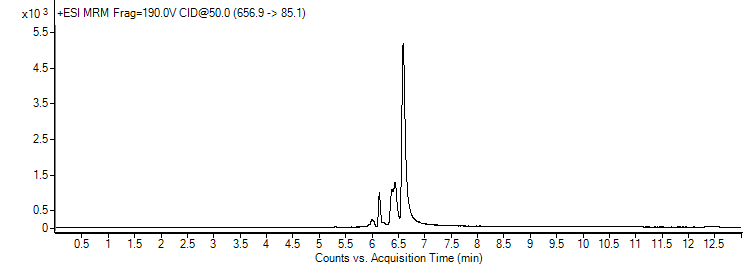 x10 3 +ESI MRM Frag=190.0V CID@50.0 (656.9 -> 85.1)
5.5
4.5
3.5
2.5
1.5
0.5
0
0.5 1 1.5 2 2.5 3 3.5 4 4.5 5 5.5 6 6.5 7 7.5 8 8.5 9 9.5 10 10.5 11 11.5 12 12.5
Counts vs. Acquisition Time (min)